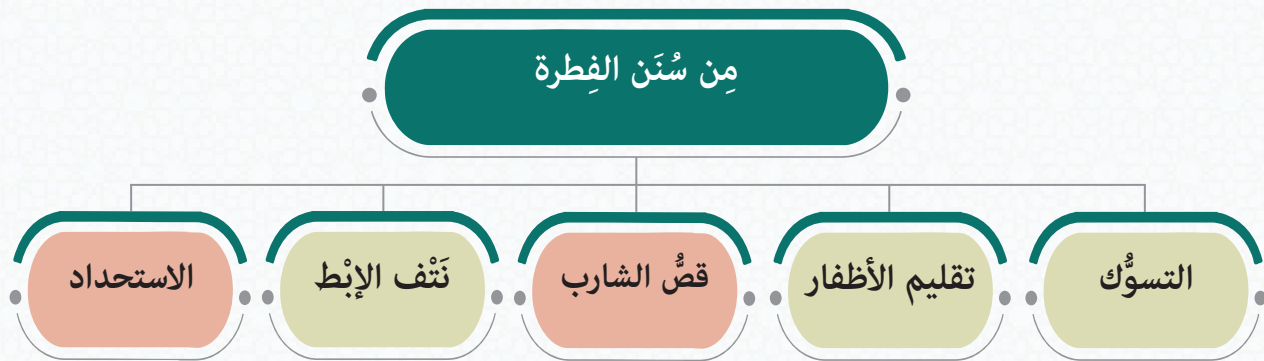 مِن سُنَن الفِطرة
التسوُّك
تقليم الأظفار
قصُّ الشارب
نَتْف الإبْط
الاستحداد